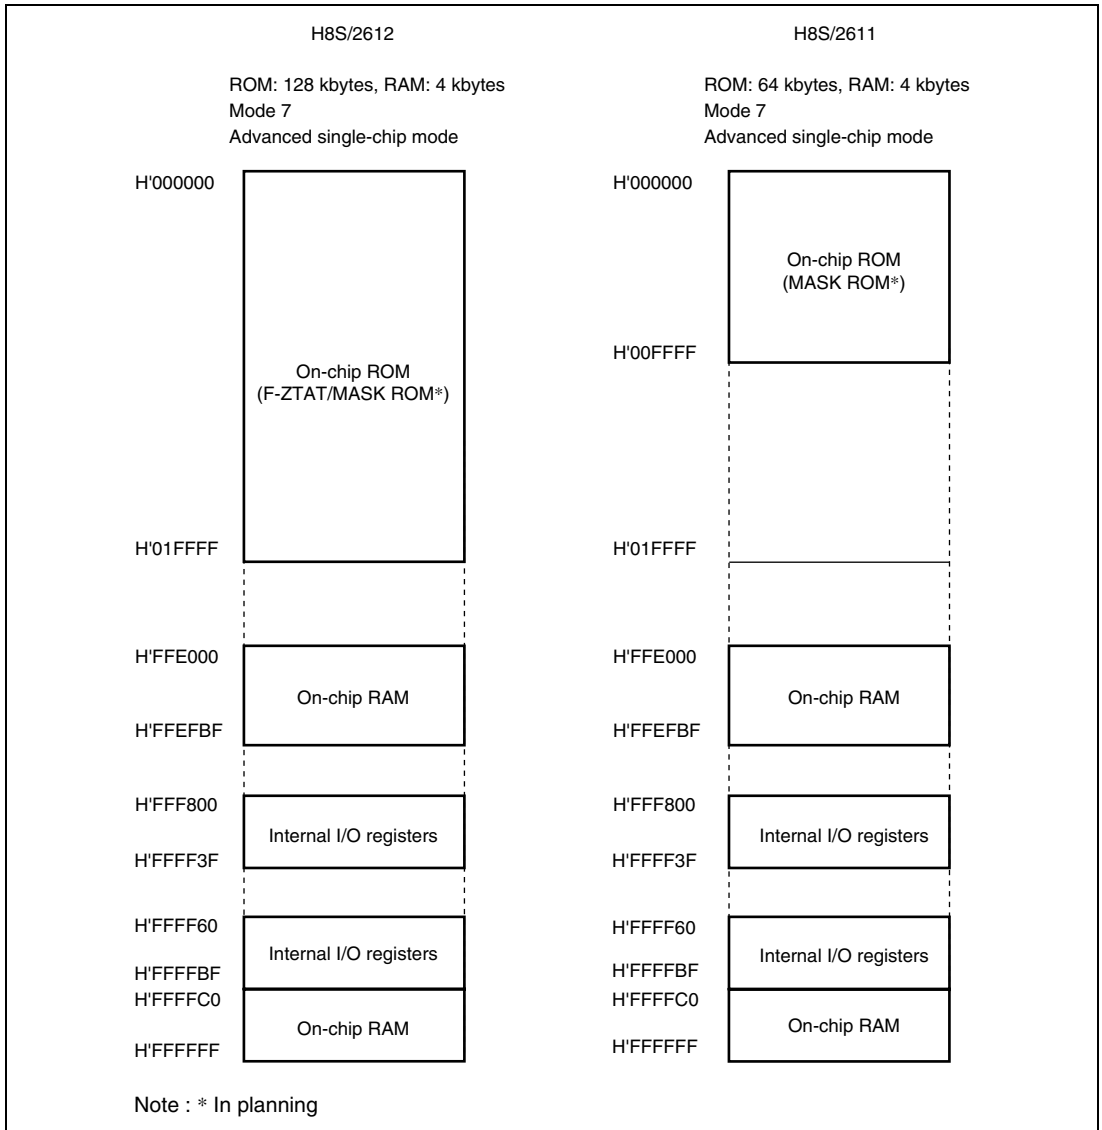 H8S/2612
ROM: 128 kbytes, RAM: 4 kbytes
Mode 7
Advanced single-chip mode
H'000000
On-chip ROM
(F-ZTAT/MASK ROM*)
H'01FFFF
H'FFE000
On-chip RAM
H'FFEFBF
H'FFF800
Internal I/O registers
H'FFFF3F
H'FFFF60
Internal I/O registers
H'FFFFBF
H'FFFFC0
On-chip RAM
H'FFFFFF
H8S/2611
ROM: 64 kbytes, RAM: 4 kbytes
Mode 7
Advanced single-chip mode
H'000000
On-chip ROM
(MASK ROM*)
H'00FFFF
H'01FFFF
H'FFE000
On-chip RAM
H'FFEFBF
H'FFF800
Internal I/O registers
H'FFFF3F
H'FFFF60
Internal I/O registers
H'FFFFBF
H'FFFFC0
On-chip RAM
H'FFFFFF
Note : * In planning